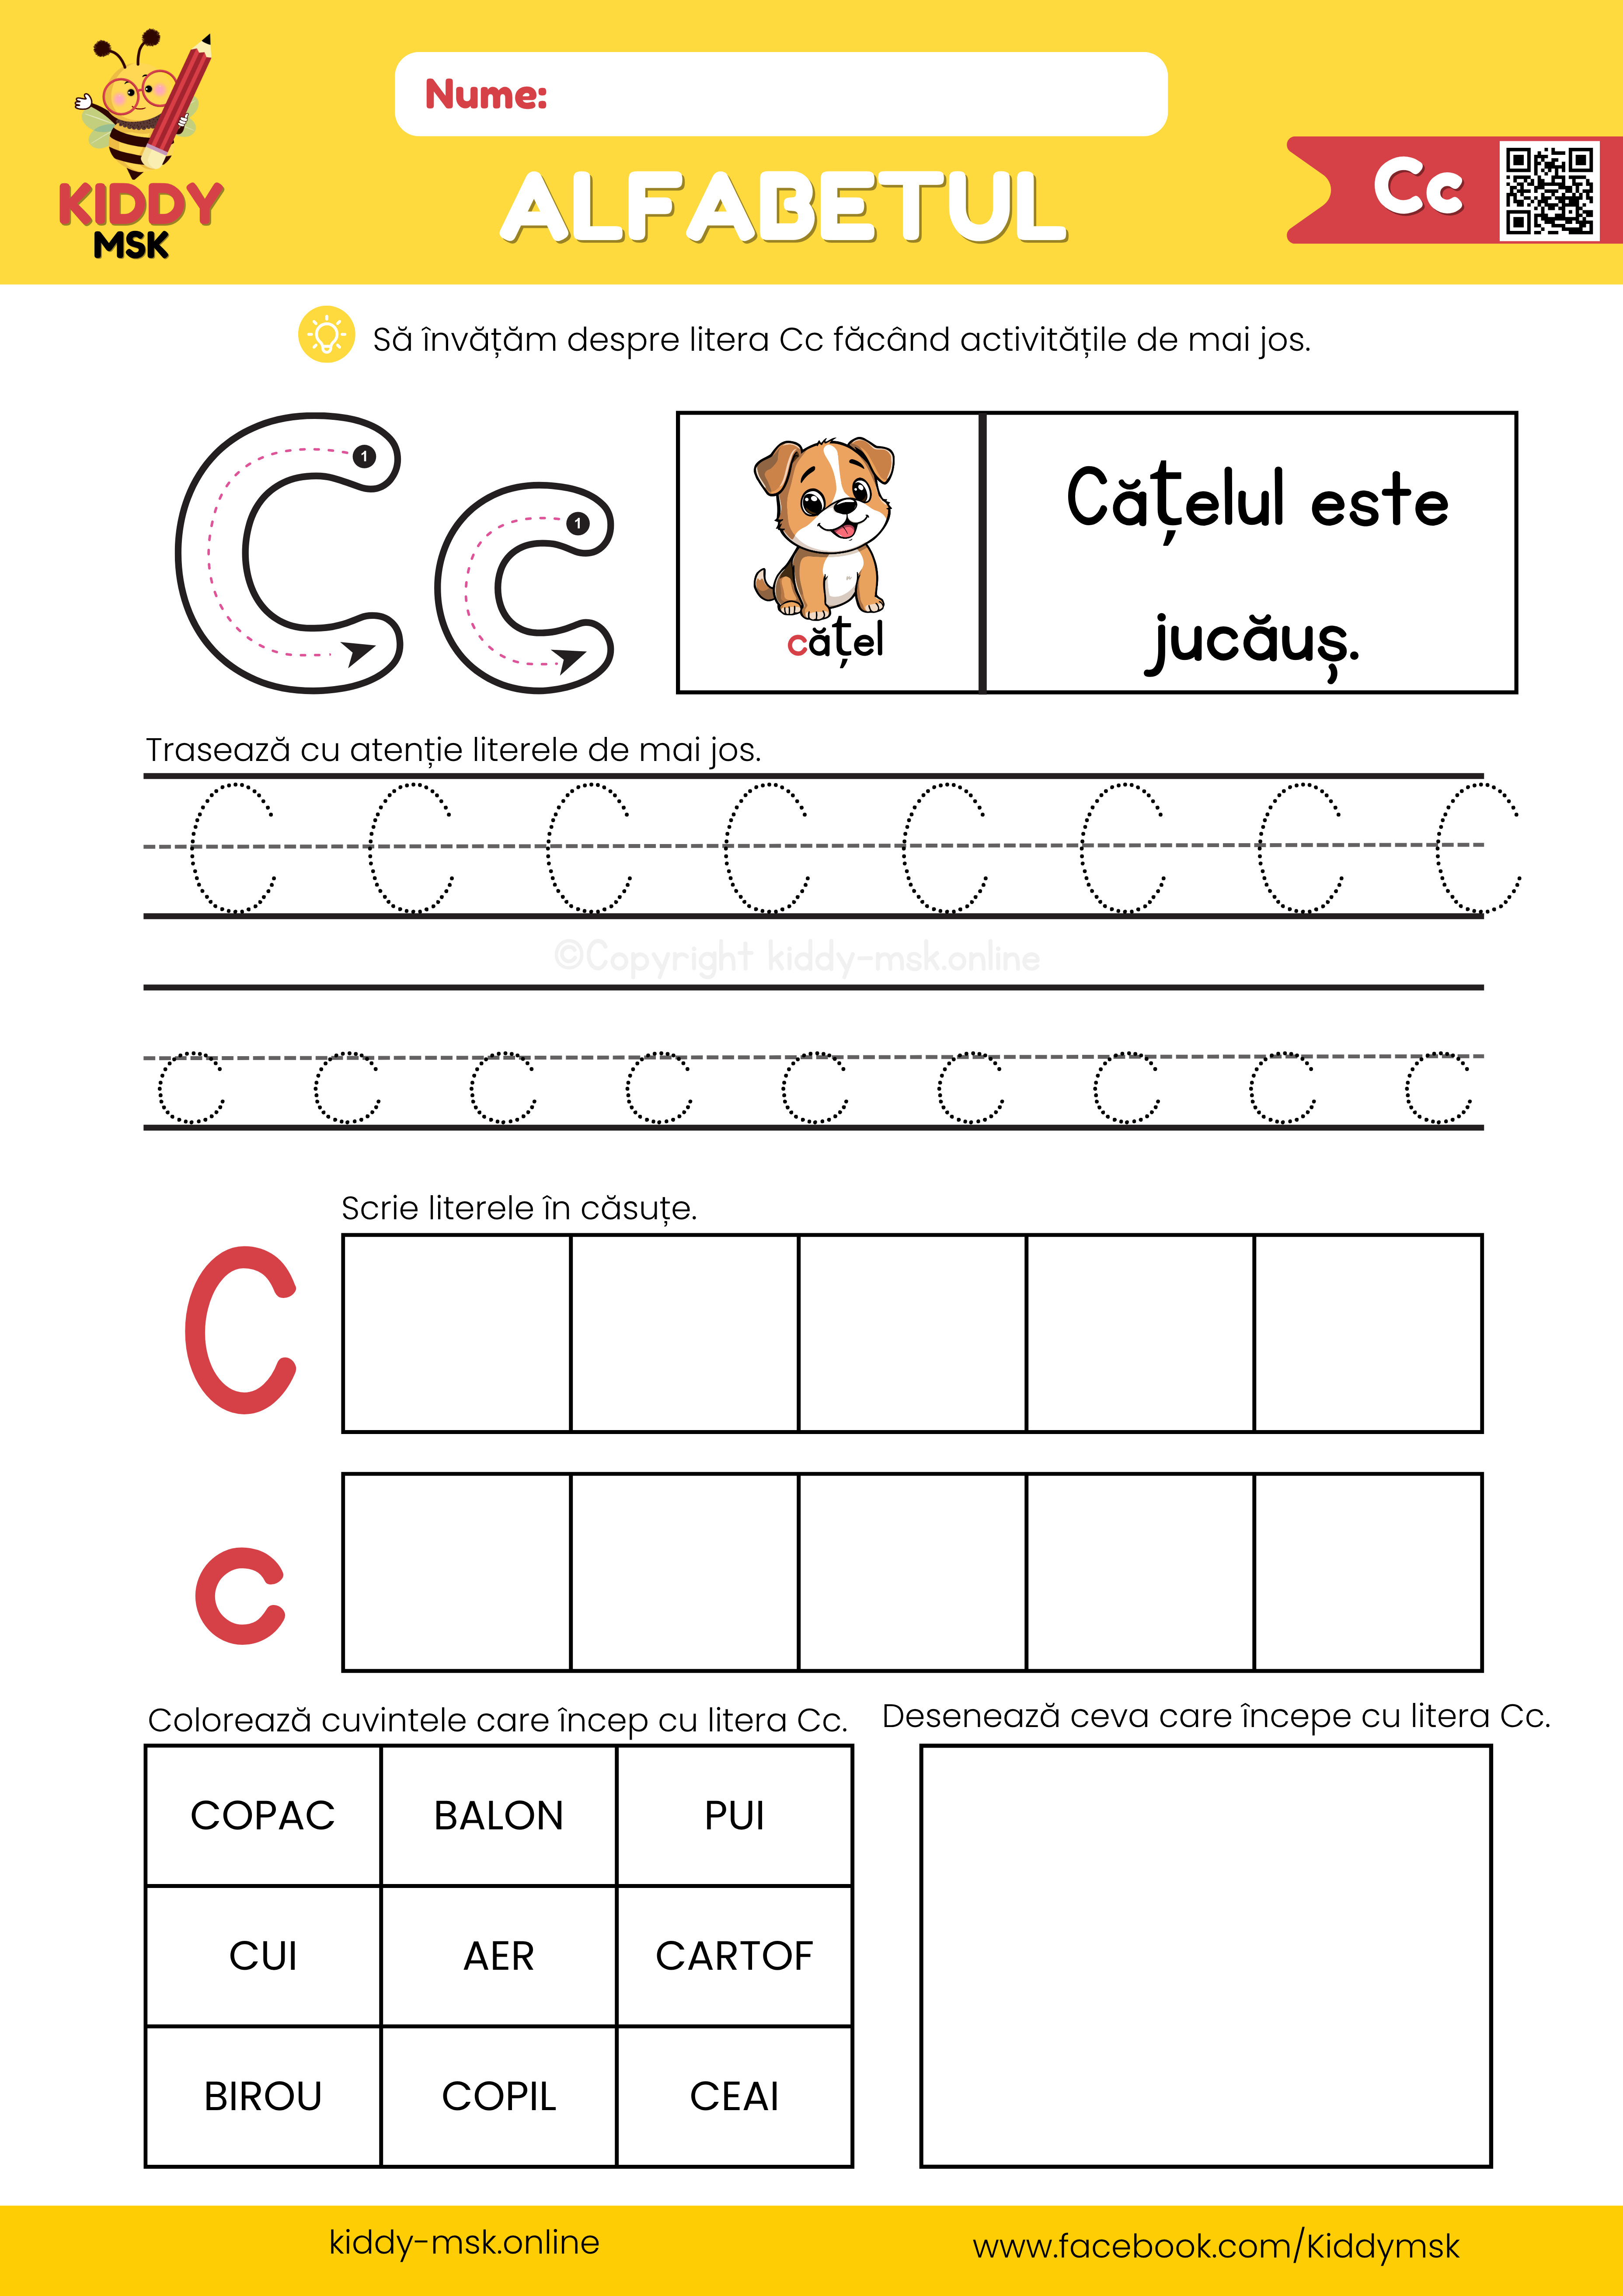 Nume:
KIDDY
MSK
ALFABETUL
Cc
Să învățăm despre litera Cc făcând activitățile de mai jos.
1
1
cățel
Cățelul este
jucăuș.
Trasează cu atenție literele de mai jos.
C C C C C C C C
©Copyright kiddy-msk.online
c c c c c c c c c
Scrie literele în căsuțe.
C
c
Colorează cuvintele care încep cu litera Cc.
COPAC BALON PUI
CUI AER CARTOF
BIROU COPIL CEAI
Desenează ceva care începe cu litera Cc.
kiddy-msk.online
www.facebook.com/Kiddymsk